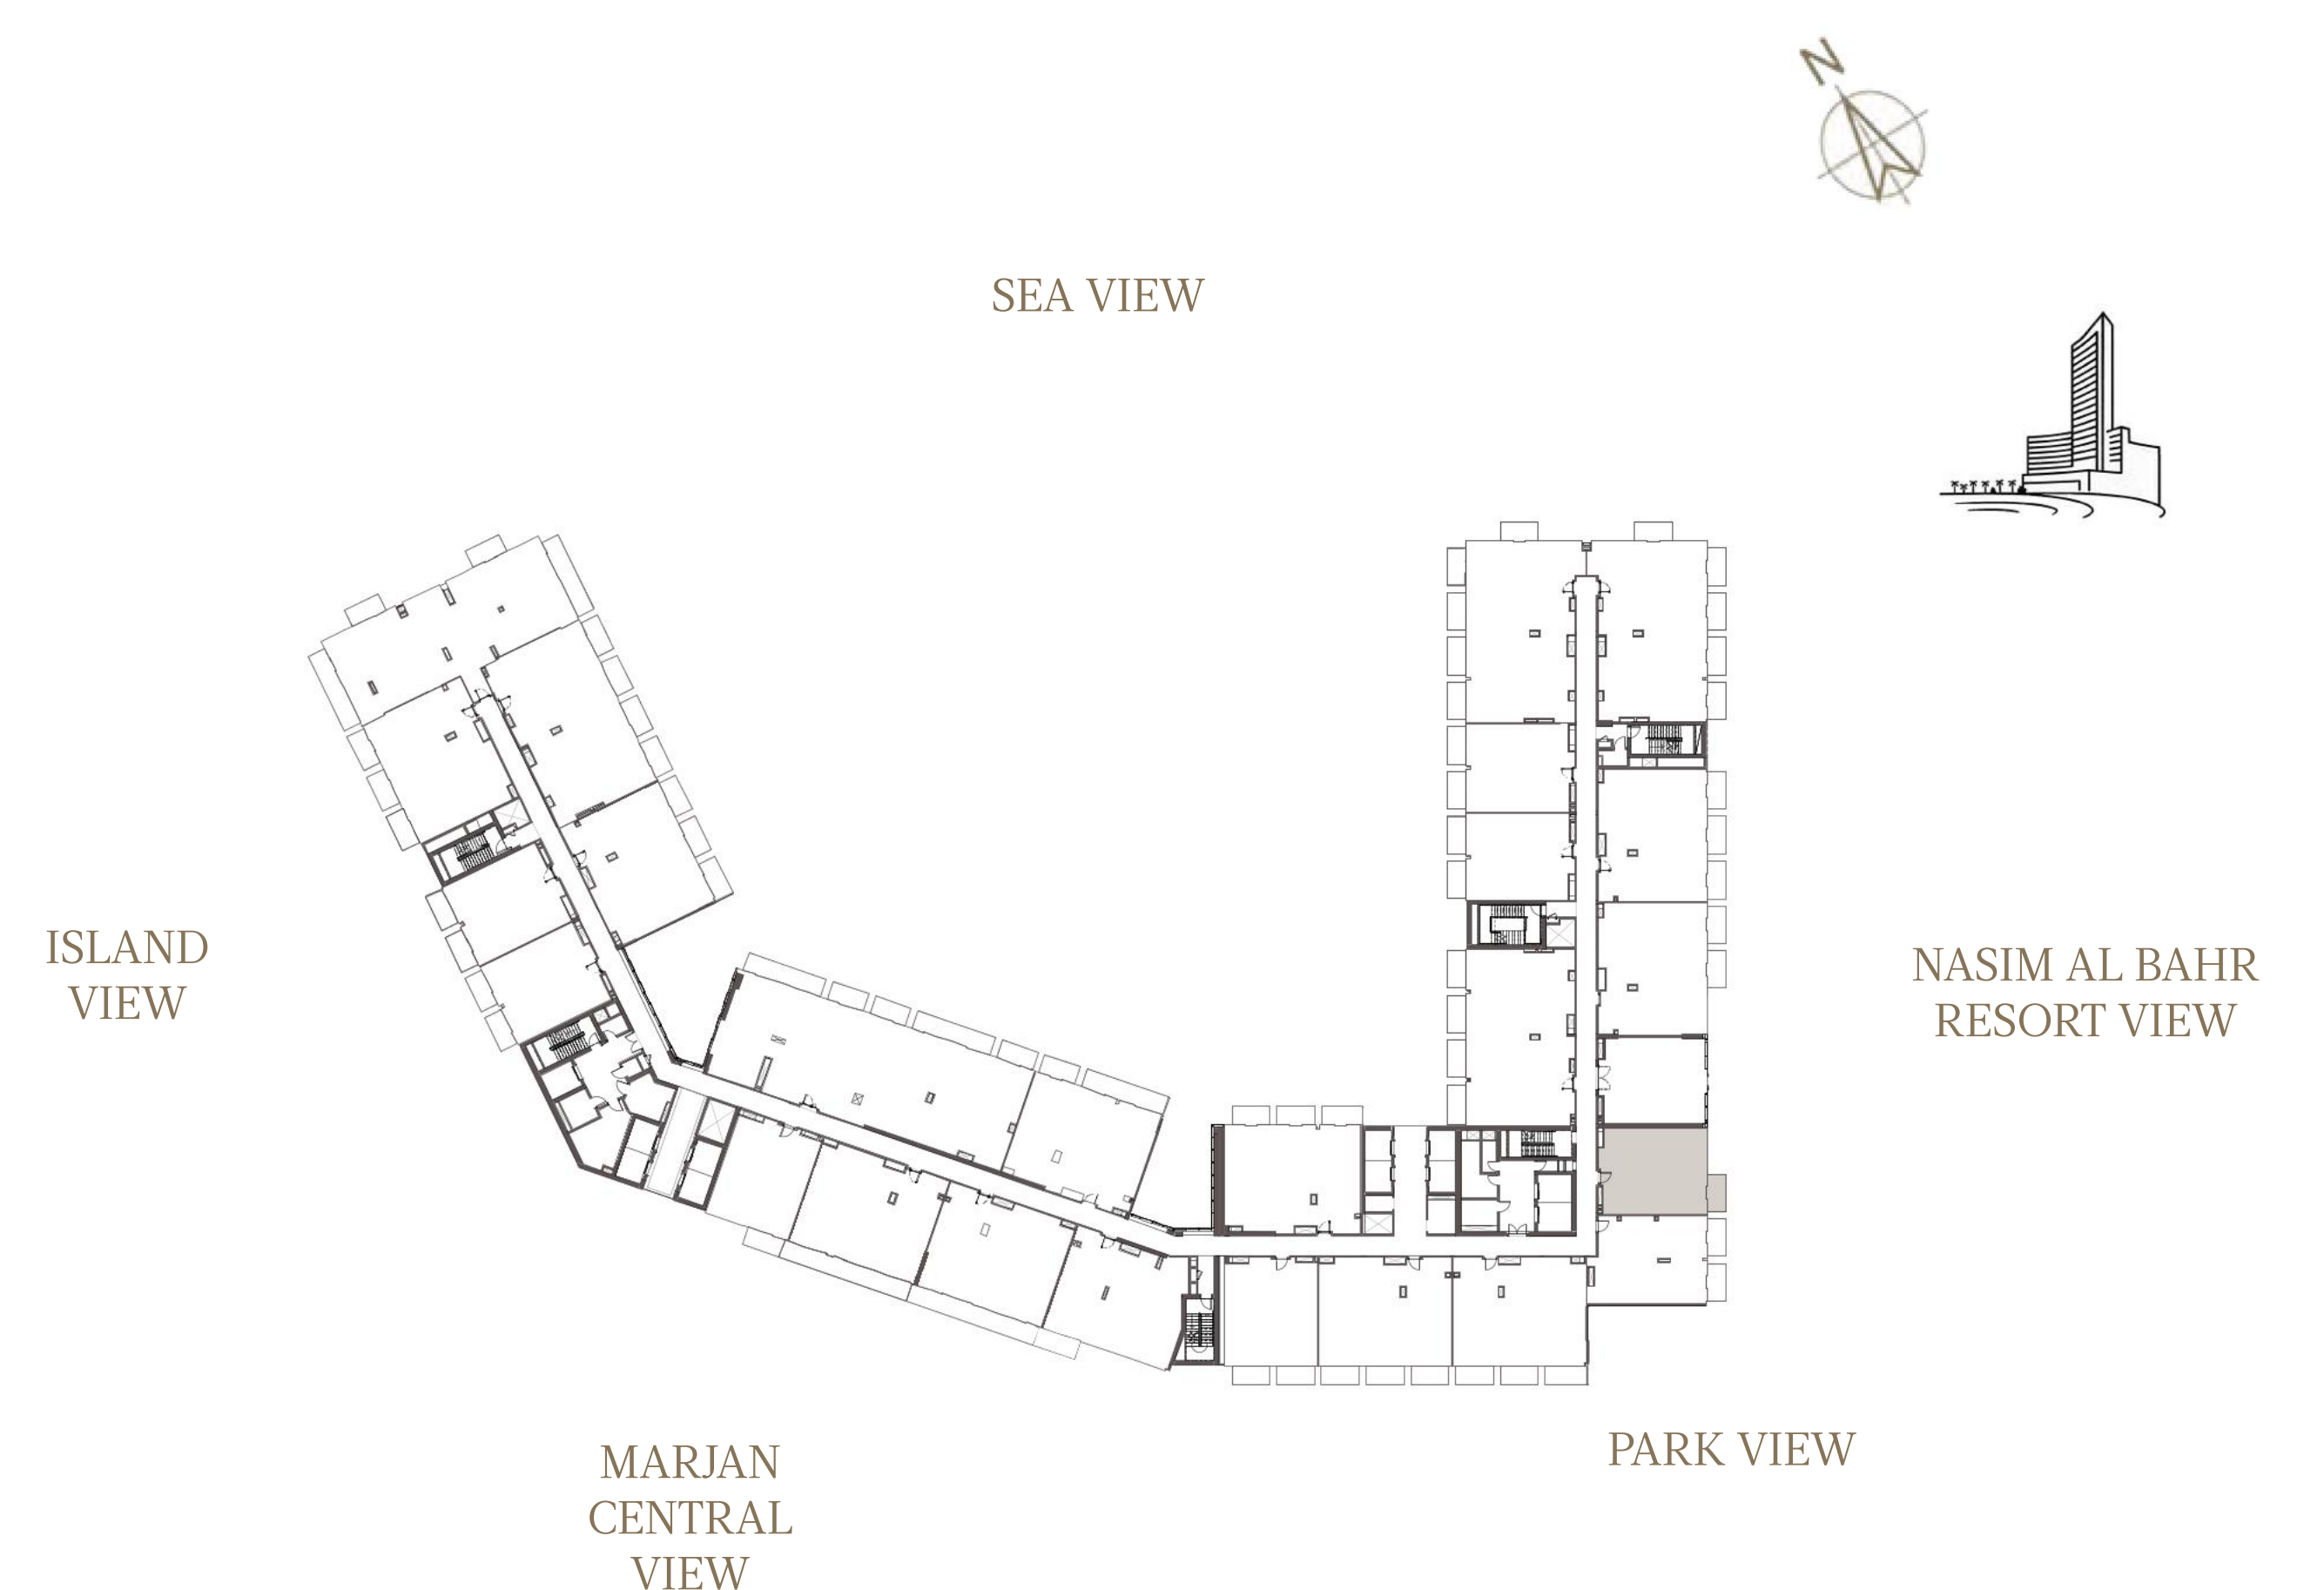 N
SEA VIEW
ISLAND
VIEW
NASIM AL BAHR
RESORT VIEW
PARK VIEW
MARJAN
CENTRAL
VIEW